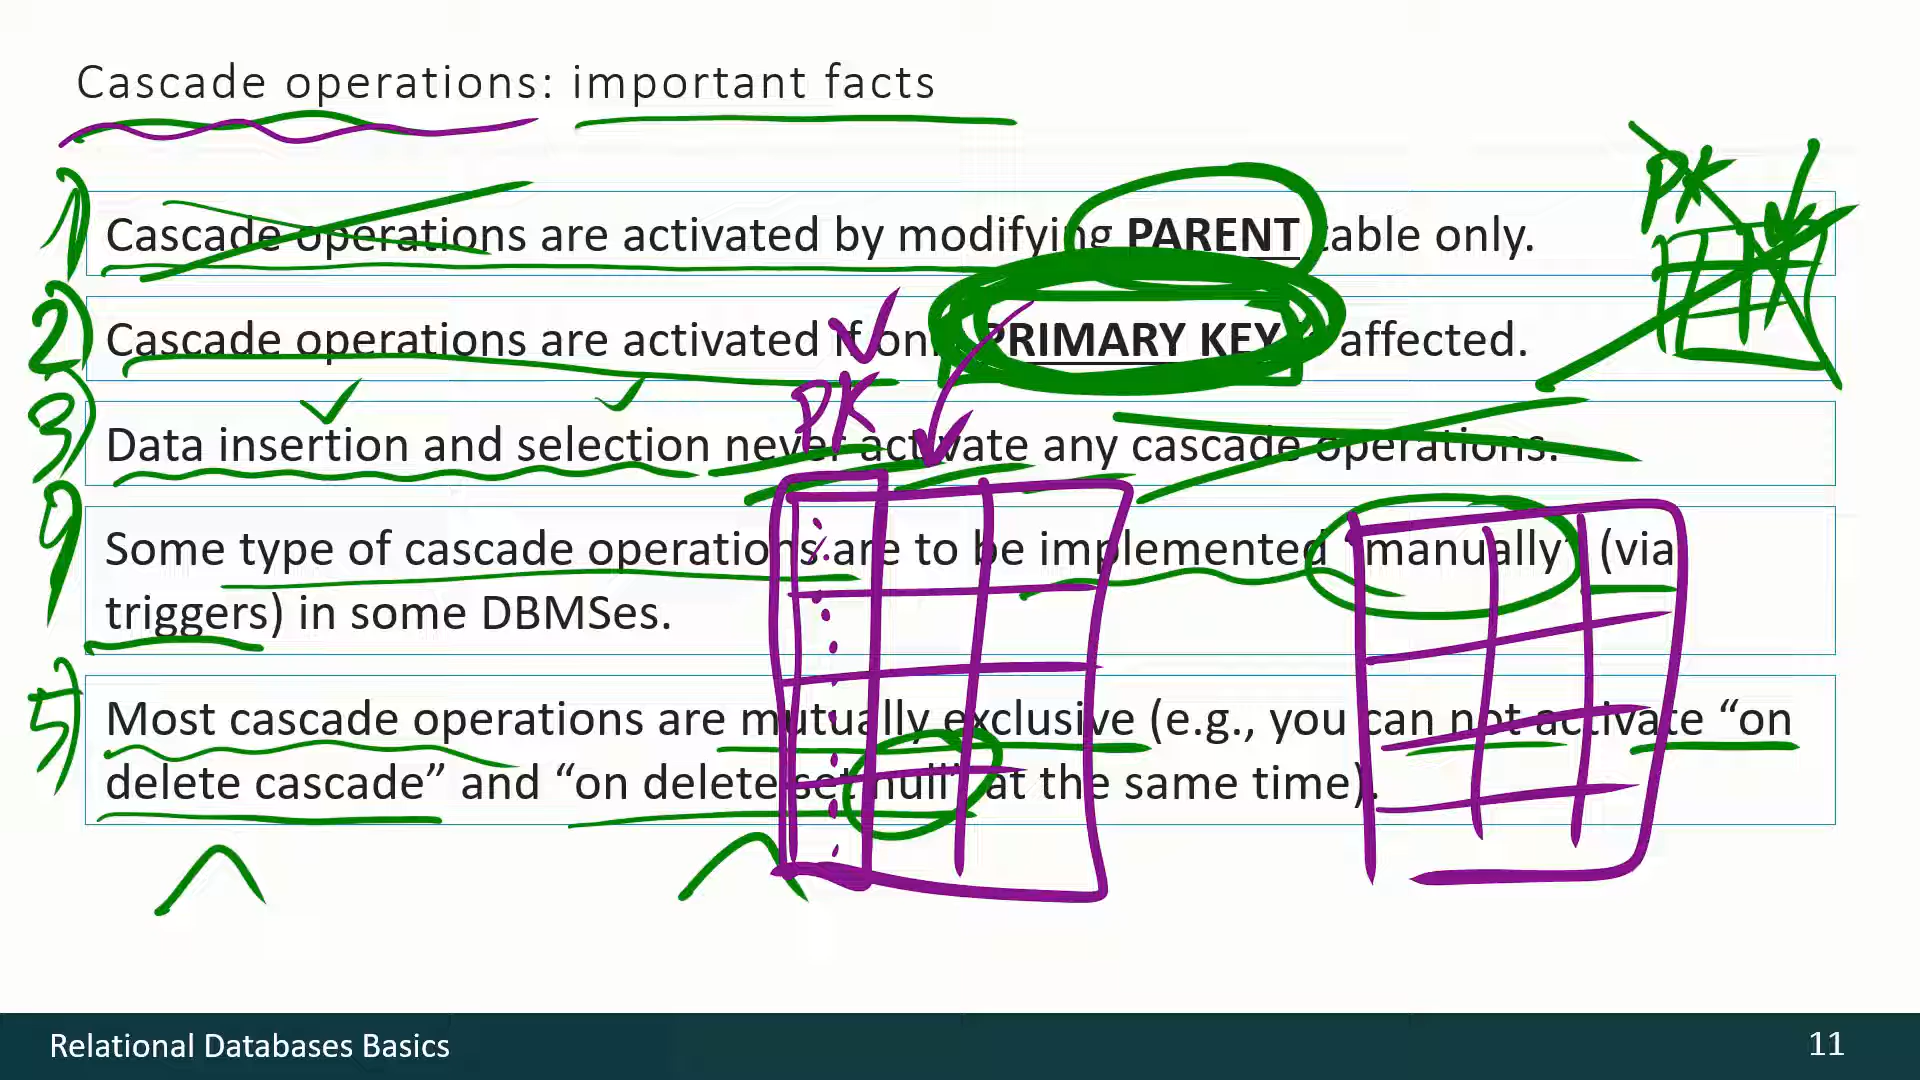 Cascade operations: important facts
1)
Cascade operations are activated by modifying PARENT table only.
PK
2)
Cascade operations are activated if only PRIMARY KEY is affected.
PK
3)
Data insertion and selection never activate any cascade operations.
4)
Some type of cascade operations are to be implemented “manually” (via
triggers) in some DBMSes.
5)
Most cascade operations are mutually exclusive (e.g., you can not activate “on
delete cascade” and “on delete set null” at the same time).
Relational Databases Basics
11